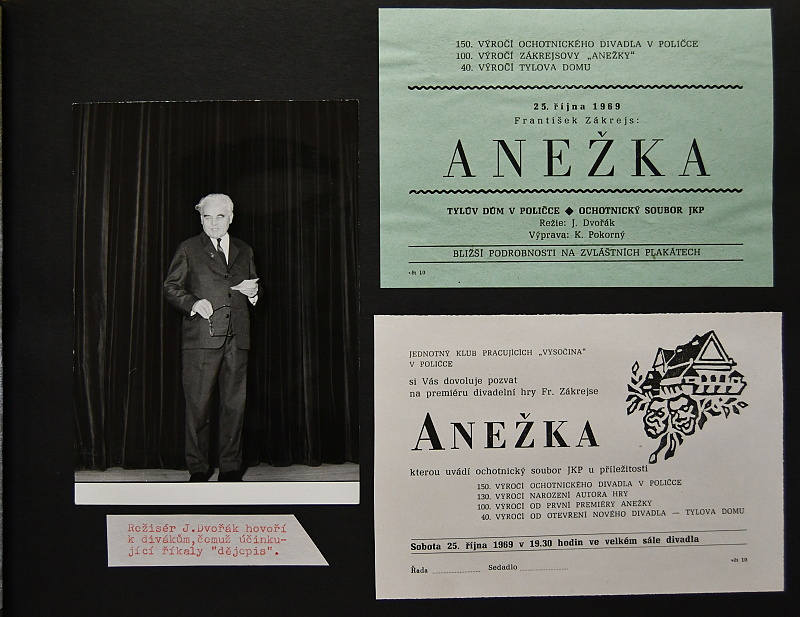 150. VÝROČÍ OCHOTNICKÉHO DIVADLA V POLIČCE
100. VÝROČÍ ZÁKREJSOVY „ANEŽKY"
40. VÝROČÍ TYLOVA DOMU
25. října 1969
František Zákrejs:
ANEŽKA
TYLŮV DŮM V POLIČCE ◆ OCHOTNICKÝ SOUBOR JKP
Režie: J. Dvořák
Výprava: K. Pokorný
BLIŽŠÍ PODROBNOSTI NA ZVLÁŠTNÍCH PLAKÁTECH
včt 10
JEDNOTNÝ KLUB PRACUJÍCÍCH „VYSOČINA"
V POLIČCE
si Vás dovoluje pozvat
na premiéru divadelní hry Fr. Zákrejse
ANEŽKA
kterou uvádí ochotnický soubor JKP u příležitosti
150. VÝROČÍ OCHOTNICKÉHO DIVADLA V POLIČCE
130. VÝROČÍ NAROZENÍ AUTORA HRY
100. VÝROČÍ OD PRVNÍ PREMIÉRY ANEŽKY
40. VÝROČÍ OD OTEVŘENÍ NOVÉHO DIVADLA — TYLOVA DOMU
Sobota 25. října 1969 v 19.30 hodin ve velkém sále divadla
včt 10
Řada Sedadlo
Režisér J.Dvořák hovoří
k divákům,čemuž účinku-
jící říkaly "dějepis".